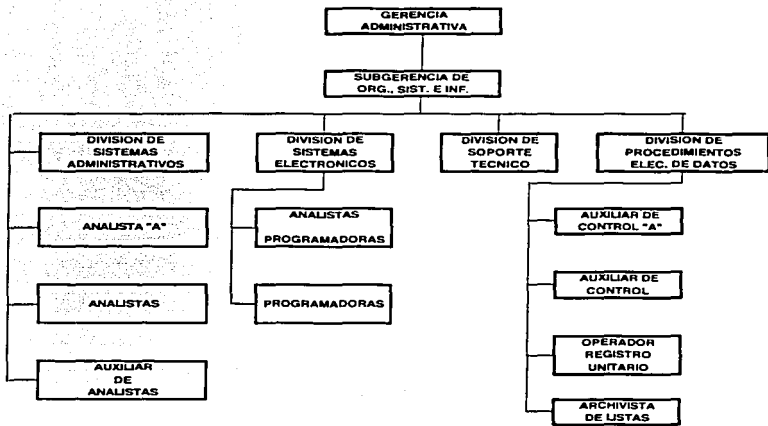 GERENCIA
ADMINISTRATIVA
SUBGERENCIA DE
ORG., SIST. E INF.
DIVISION DE
SISTEMAS
ADMINISTRATIVOS
DIVISION DE
SISTEMAS
ELECTRONICOS
DIVISION DE
SOPORTE
TECNICO
DIVISION DE
PROCEDIMIENTOS
ELEC. DE DATOS
ANALISTA "A"
ANALISTAS
PROGRAMADORAS
AUXILIAR DE
CONTROL "A"
ANALISTAS
PROGRAMADORAS
AUXILIAR DE
CONTROL
AUXILIAR
DE
ANALISTAS
OPERADOR
REGISTRO
UNITARIO
ARCHIVISTA
DE LISTAS